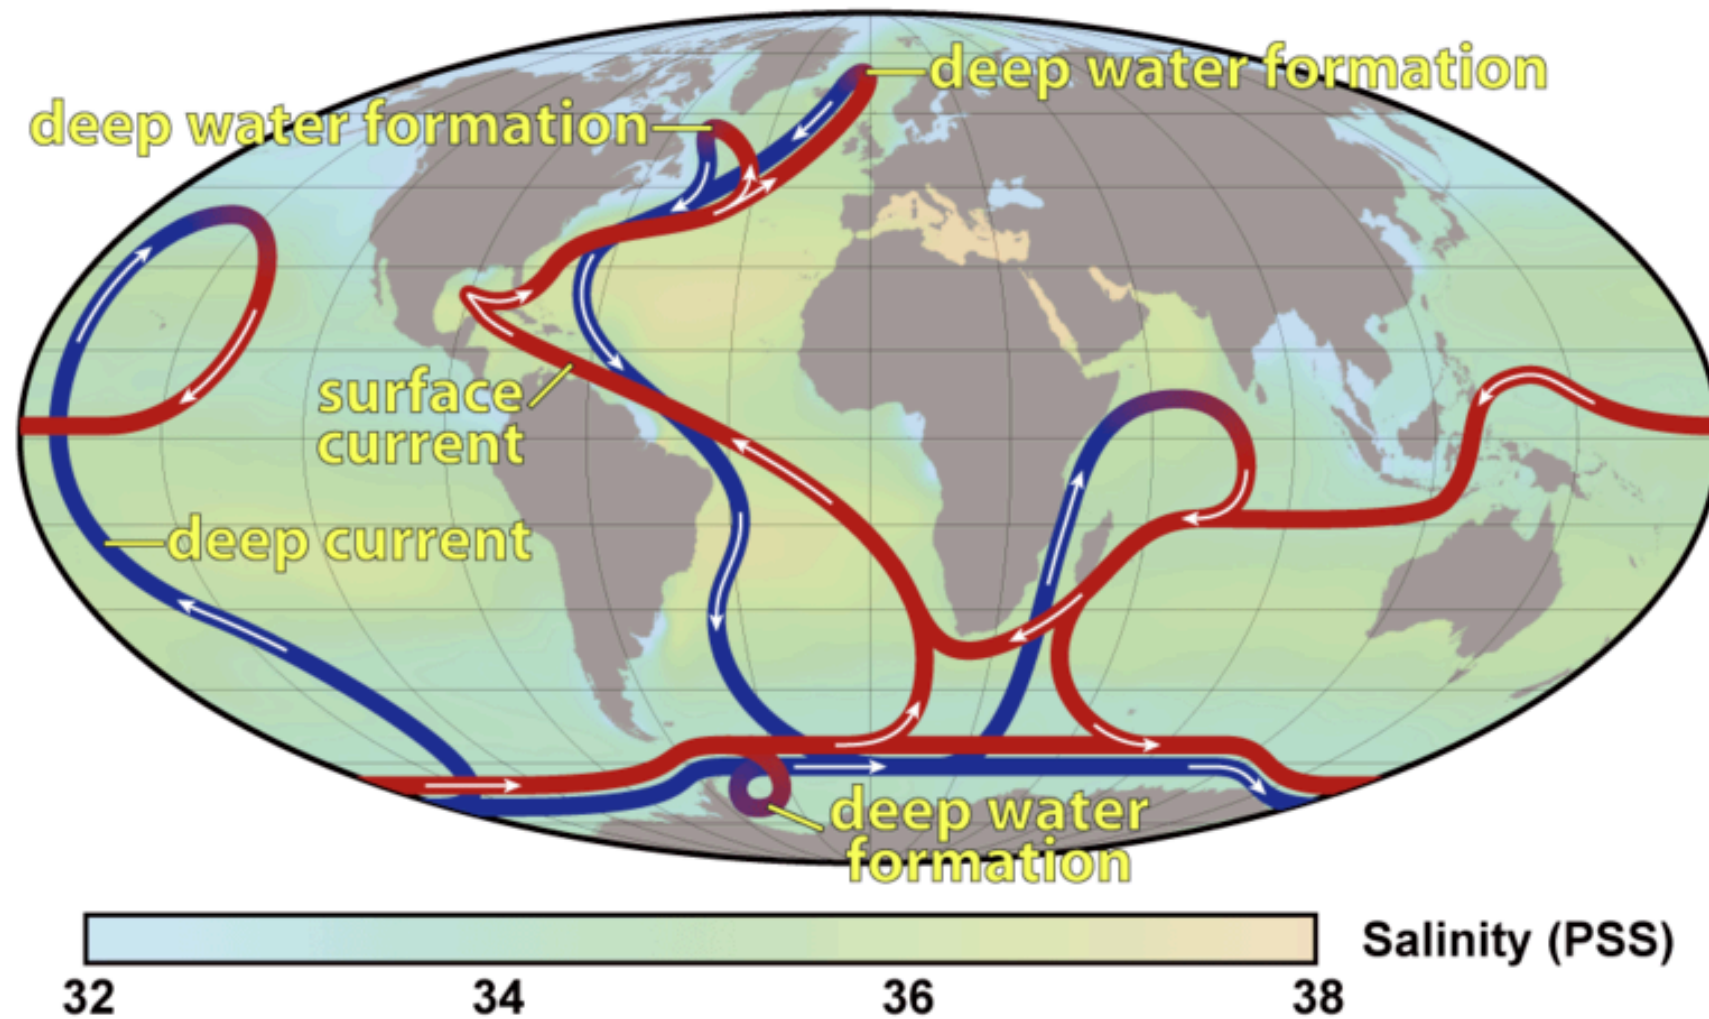 deep water formation
deep water formation
surface
current
deep current
deep water
formation
Salinity (PSS)
32 34 36 38